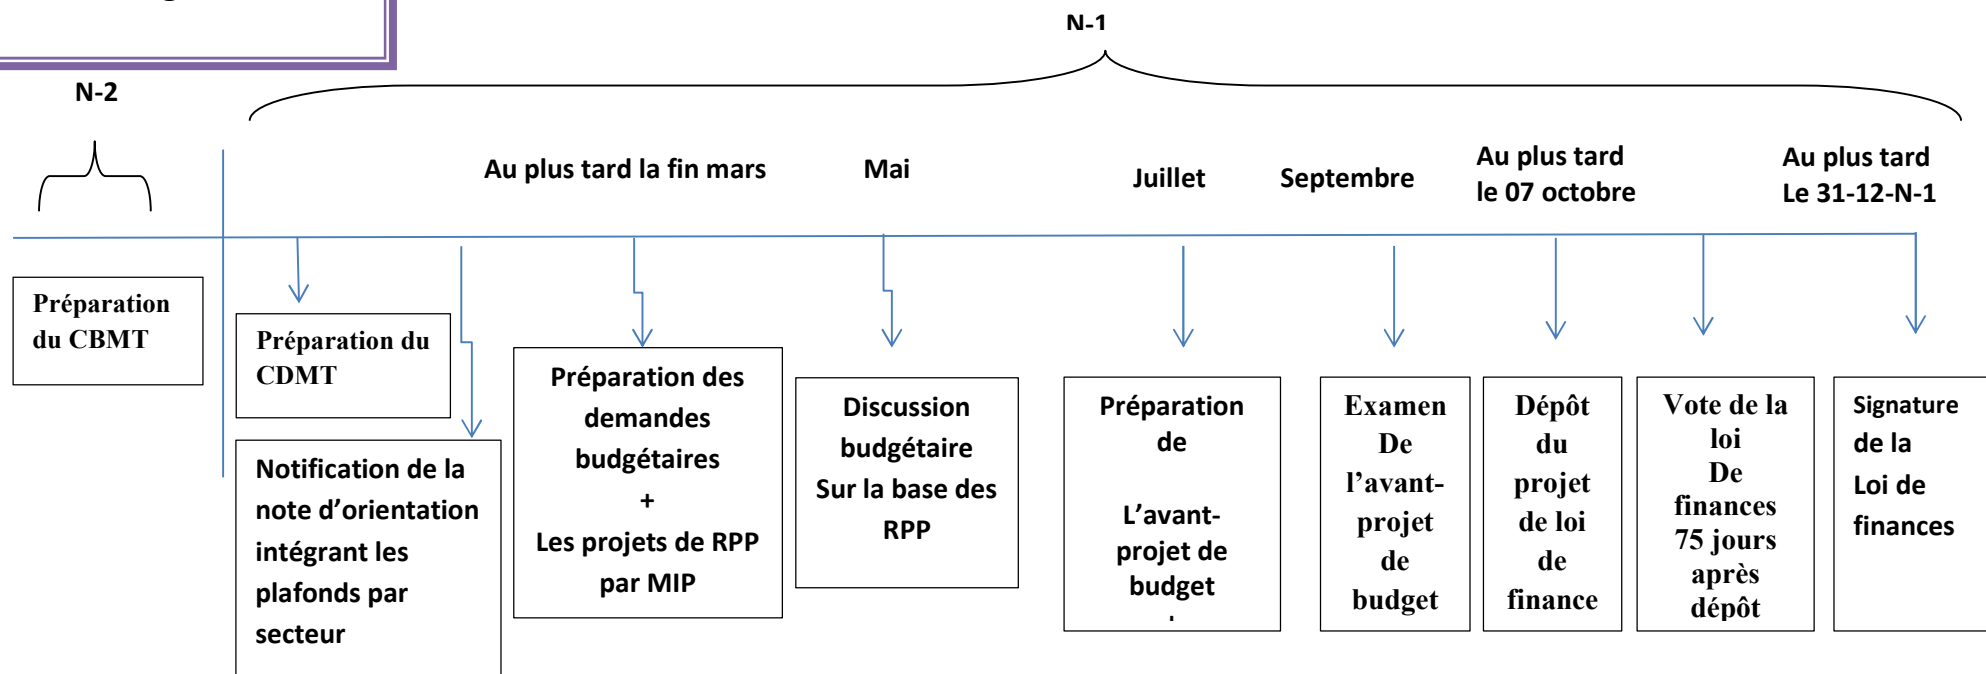 N-1
N-2
Au plus tard la fin mars
Mai
Juillet
Septembre
Au plus tard
le 07 octobre
Au plus tard
Le 31-12-N-1
Préparation
du CBMT
Préparation du
CDMT
Notification de la
note d’orientation
intégrant les
plafonds par
secteur
Préparation des
demandes
budgétaires
+
Les projets de RPP
par MIP
Discussion
budgétaire
Sur la base des
RPP
Préparation
de
L’avant-
projet de
budget
Examen
De
l’avant-
projet
de
budget
Dépôt
du
projet
de loi
de
finance
Vote de la
loi
De
finances
75 jours
après
dépôt
Signature
de la
Loi de
finances